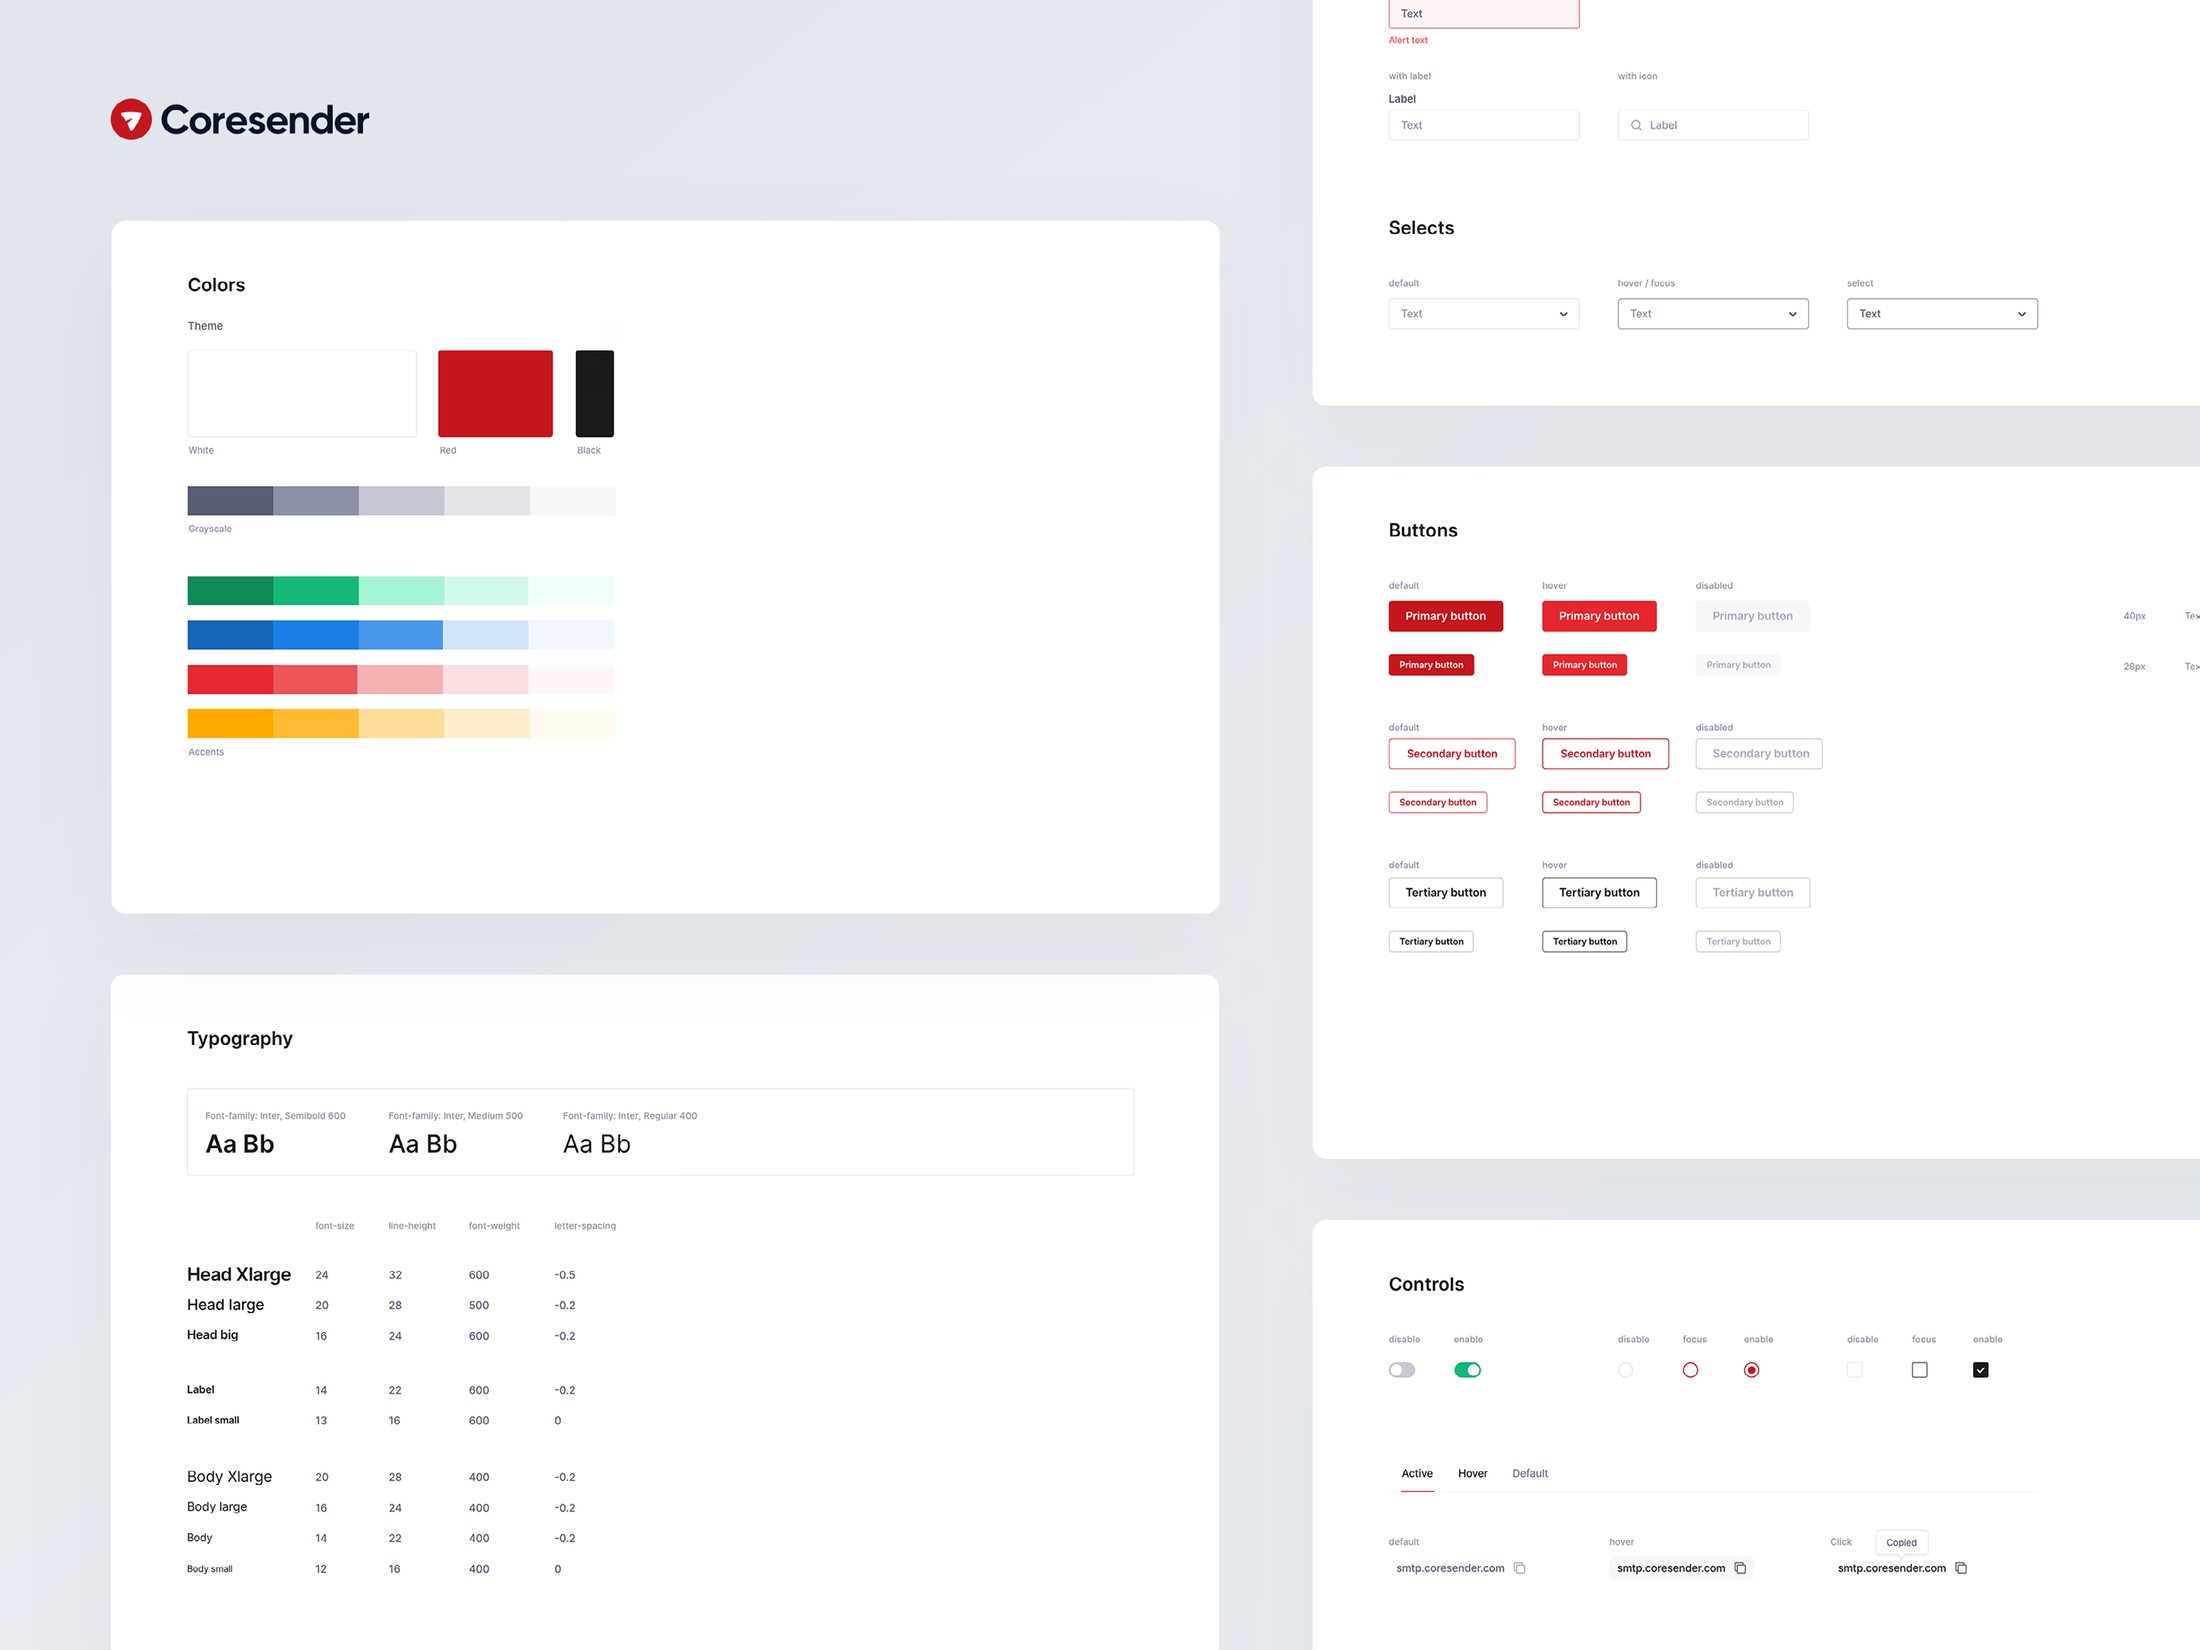 Coresender
Colors
Theme
White
Red
Black
Grayscale
Accents
Typography
Font-family: Inter, Semibold 600
Font-family: Inter, Medium 500
Font-family: Inter, Regular 400
Aa Bb
Aa Bb
Aa Bb
font-size line-height font-weight letter-spacing
Head Xlarge 24 32 600 -0.5
Head large 20 28 500 -0.2
Head big 16 24 600 -0.2
Label 14 22 600 -0.2
Label small 13 16 600 0
Body Xlarge 20 28 400 -0.2
Body large 16 24 400 -0.2
Body 14 22 400 -0.2
Body small 12 16 400 0
Text
Alert text
with label with icon
Label
Text Label
Selects
default hover / focus select
Text Text Text
Buttons
default hover disabled
Primary button Primary button Primary button 40px
Primary button Primary button Primary button 28px
default hover disabled
Secondary button Secondary button Secondary button
Secondary button Secondary button Secondary button
default hover disabled
Tertiary button Tertiary button Tertiary button
Tertiary button Tertiary button Tertiary button
Controls
disable enable disable focus enable disable focus enable
Active Hover Default
default hover Click Copied
smtp.coresender.com smtp.coresender.com smtp.coresender.com